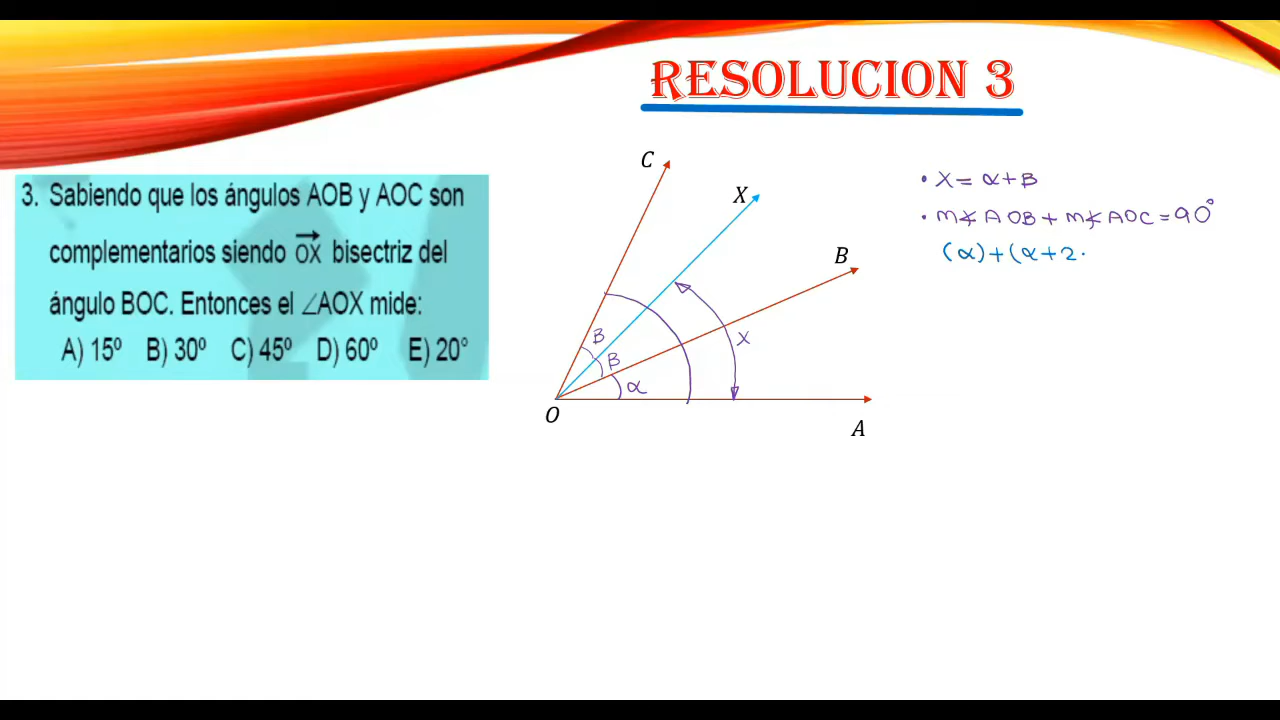 RESOLUCION 3
3. Sabiendo que los ángulos AOB y AOC son
complementarios siendo OX bisectriz del
ángulo BOC. Entonces el ∠AOX mide:
A) 15º B) 30º C) 45º D) 60º E) 20°
C
X
B
B
B
α
X
O
A
• X = α + B
• m∡AOB + m∡AOC = 90°
(α) + (α + 2·